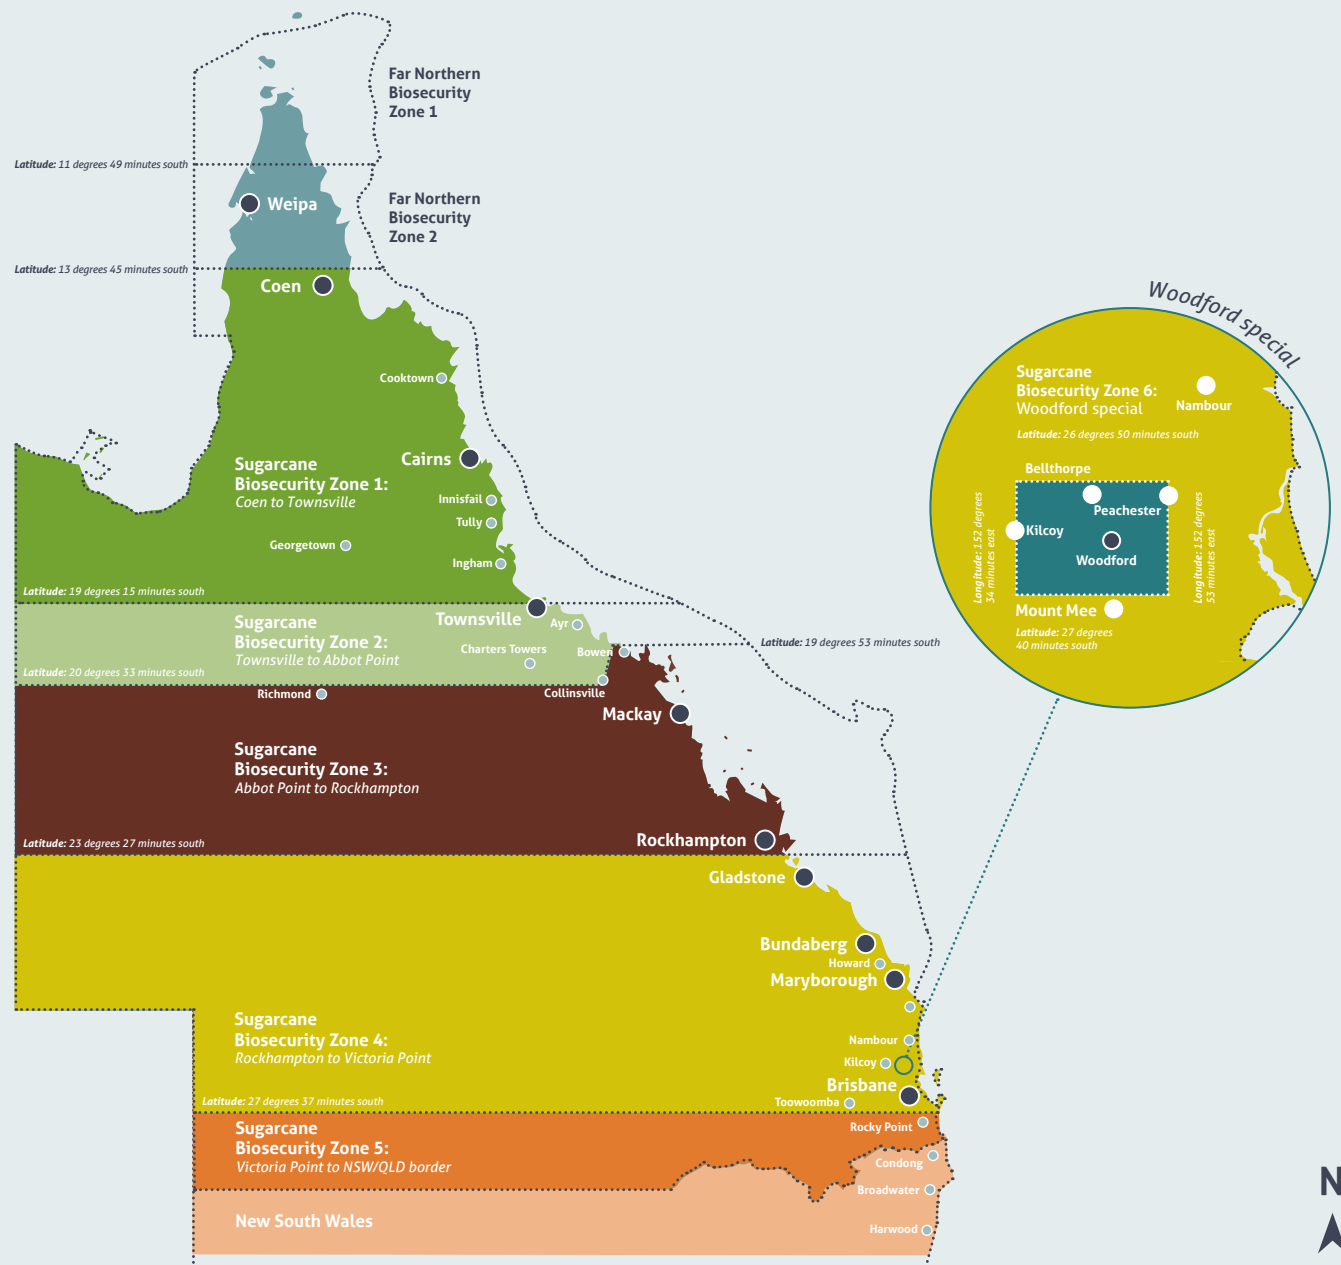 Far Northern
Biosecurity
Zone 1
Latitude: 11 degrees 49 minutes south
Weipa
Far Northern
Biosecurity
Zone 2
Latitude: 13 degrees 45 minutes south
Coen
Cooktown
Cairns
Sugarcane
Biosecurity Zone 1:
Coen to Townsville
Innisfail
Tully
Georgetown
Ingham
Latitude: 19 degrees 15 minutes south
Townsville
Ayr
Sugarcane
Biosecurity Zone 2:
Townsville to Abbot Point
Charters Towers
Bowen
Latitude: 19 degrees 53 minutes south
Latitude: 20 degrees 33 minutes south
Richmond
Collinsville
Mackay
Sugarcane
Biosecurity Zone 3:
Abbot Point to Rockhampton
Rockhampton
Latitude: 23 degrees 27 minutes south
Gladstone
Bundaberg
Howard
Maryborough
Sugarcane
Biosecurity Zone 4:
Rockhampton to Victoria Point
Nambour
Kilcoy
Brisbane
Toowoomba
Latitude: 27 degrees 37 minutes south
Sugarcane
Biosecurity Zone 5:
Victoria Point to NSW/QLD border
Rocky Point
Condong
Broadwater
New South Wales
Harwood
Woodford special
Sugarcane
Biosecurity Zone 6:
Woodford special
Nambour
Latitude: 26 degrees 50 minutes south
Bellthorpe
Peachester
Kilcoy
Woodford
Longitude: 152 degrees
34 minutes east
Longitude: 152 degrees
53 minutes east
Mount Mee
Latitude: 27 degrees
40 minutes south
N